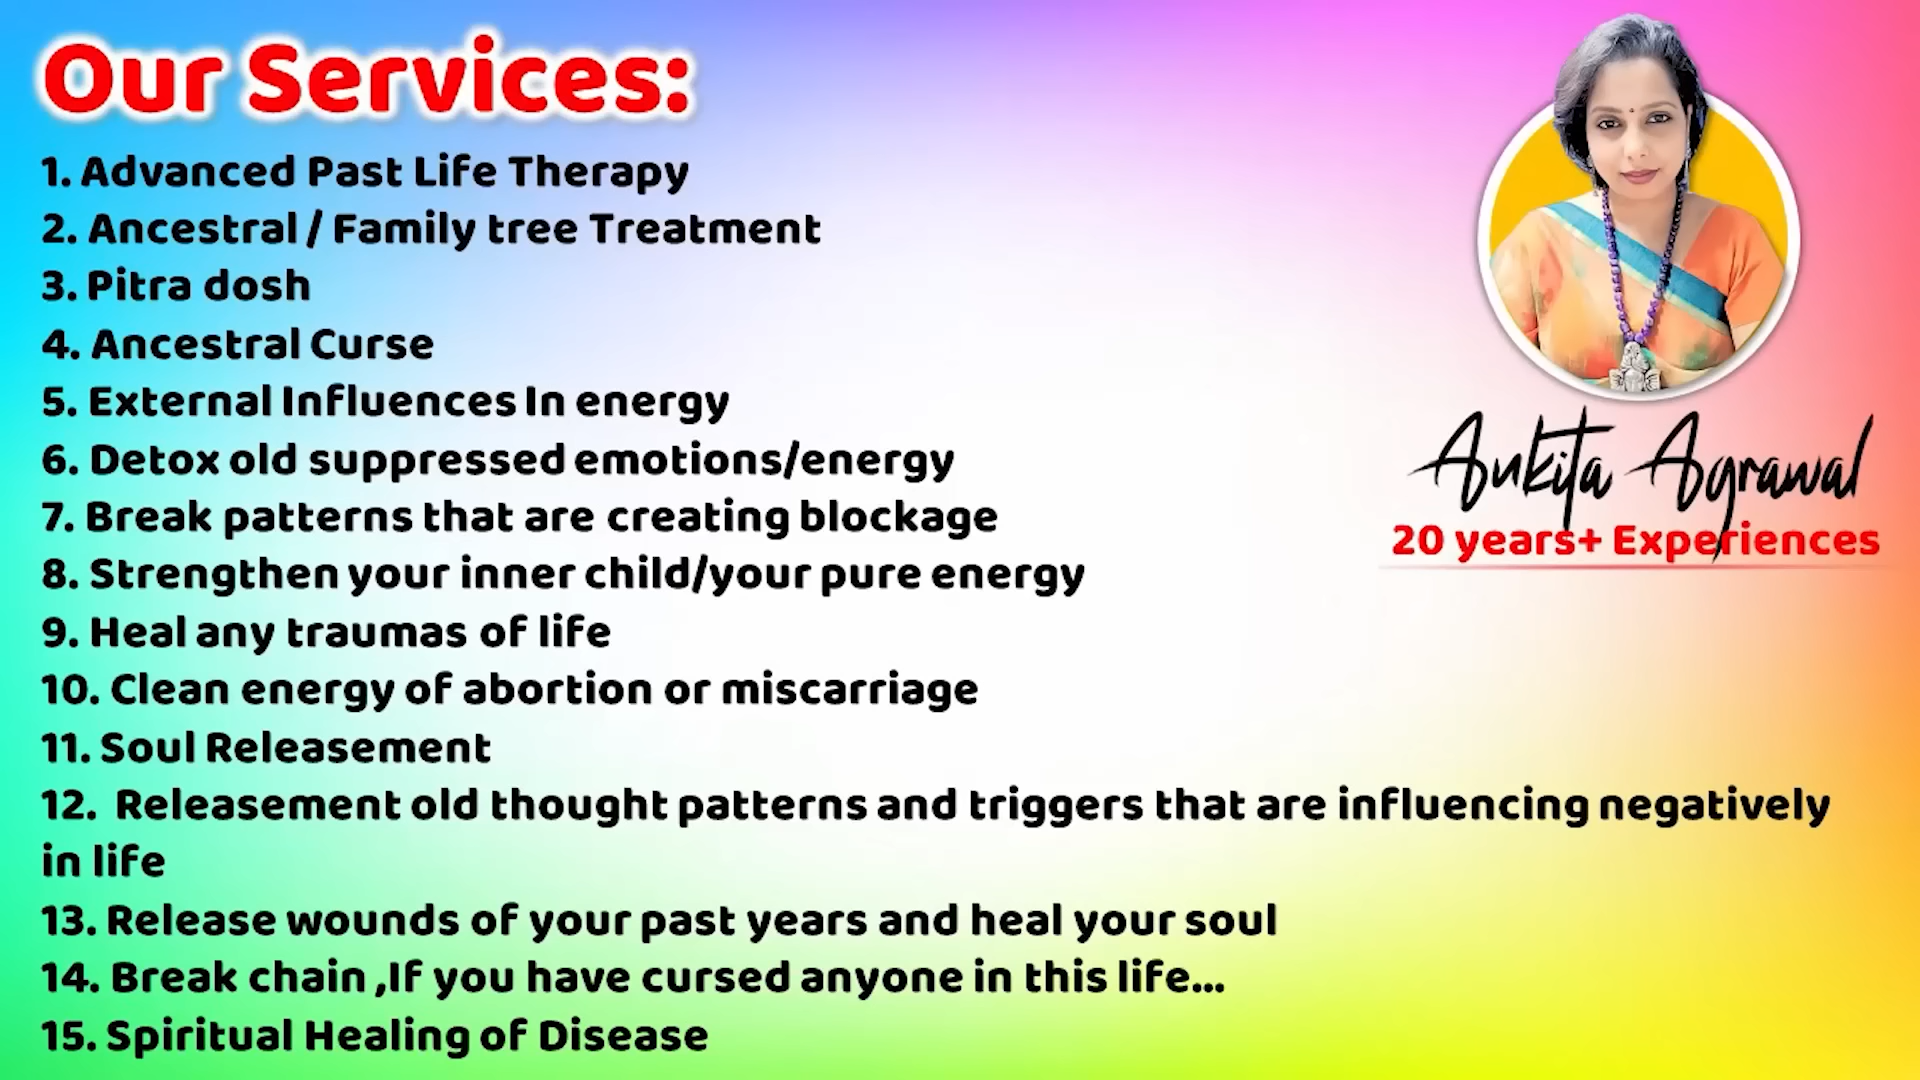 Our Services:
1. Advanced Past Life Therapy
2. Ancestral / Family tree Treatment
3. Pitra dosh
4. Ancestral Curse
5. External Influences In energy
6. Detox old suppressed emotions/energy
7. Break patterns that are creating blockage
8. Strengthen your inner child/your pure energy
9. Heal any traumas of life
10. Clean energy of abortion or miscarriage
11. Soul Releasement
12.  Releasement old thought patterns and triggers that are influencing negatively
in life
13. Release wounds of your past years and heal your soul
14. Break chain ,If you have cursed anyone in this life...
15. Spiritual Healing of Disease
Ankita Agrawal
20 years+ Experiences